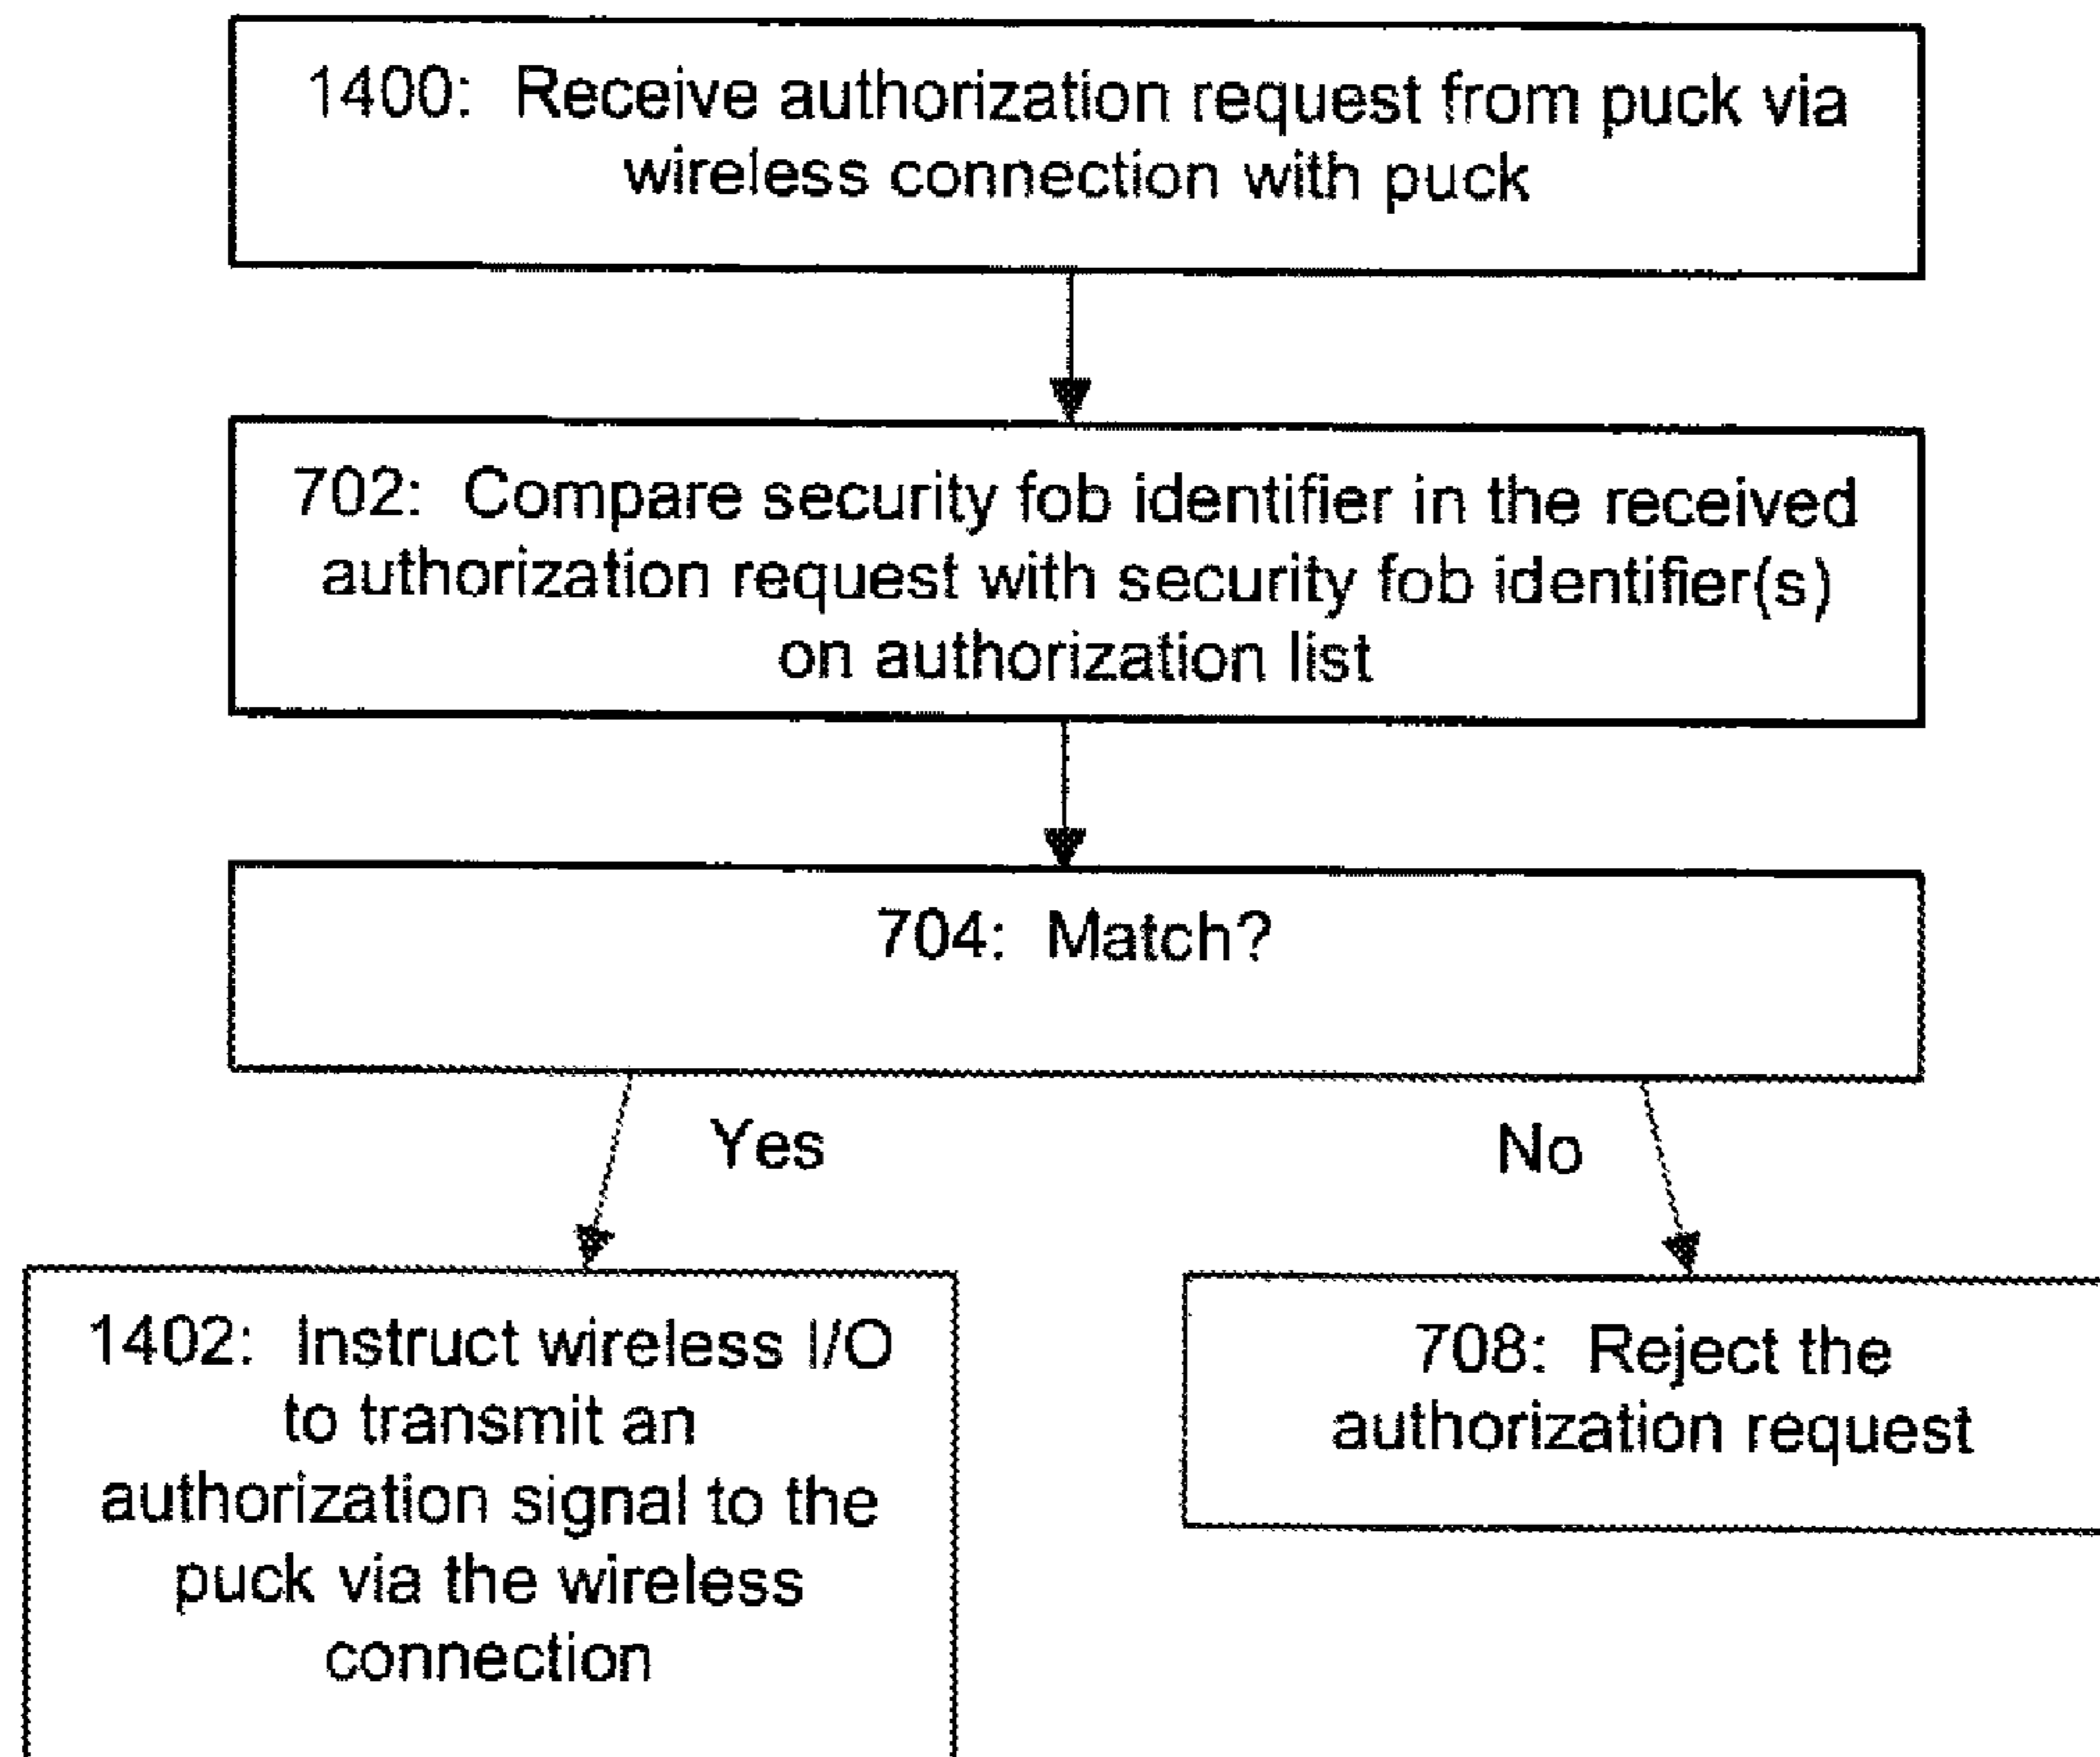 1400: Receive authorization request from puck via
wireless connection with puck
702: Compare security fob identifier in the received
authorization request with security fob identifier(s)
on authorization list
704: Match?
Yes
No
1402: Instruct wireless I/O
to transmit an
authorization signal to the
puck via the wireless
connection
708: Reject the
authorization request